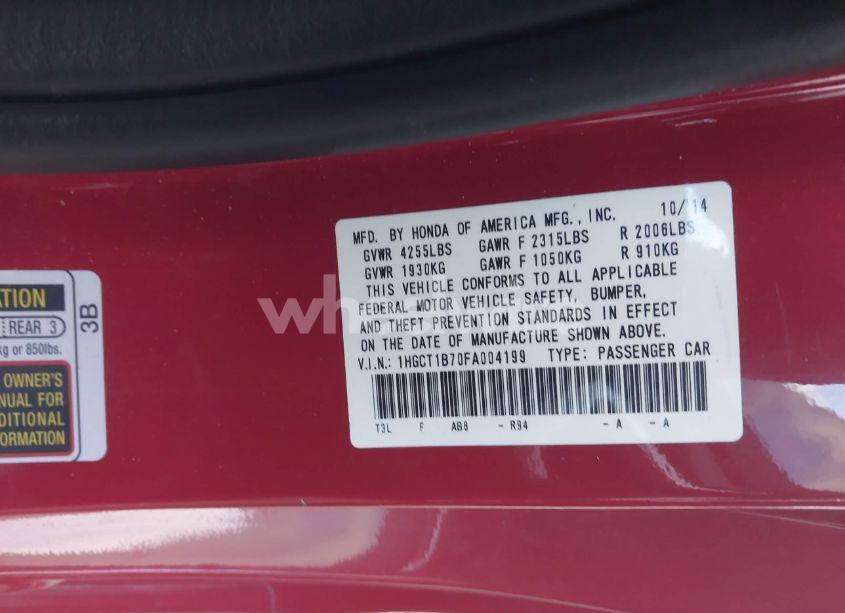 ATION
REAR 3
kg or 850lbs.
3B
OWNER'S
NUAL FOR
DITIONAL
FORMATION
MFD. BY HONDA OF AMERICA MFG., INC. 10/14
GVWR 4255LBS GAWR F 2315LBS R 2006LBS
GVWR 1930KG GAWR F 1050KG R 910KG
THIS VEHICLE CONFORMS TO ALL APPLICABLE
FEDERAL MOTOR VEHICLE SAFETY, BUMPER,
AND THEFT PREVENTION STANDARDS IN EFFECT
ON THE DATE OF MANUFACTURE SHOWN ABOVE.
V.I.N.: 1HGCT1B70FA004199 TYPE: PASSENGER CAR
T3L F AB8 - R94 - A - A